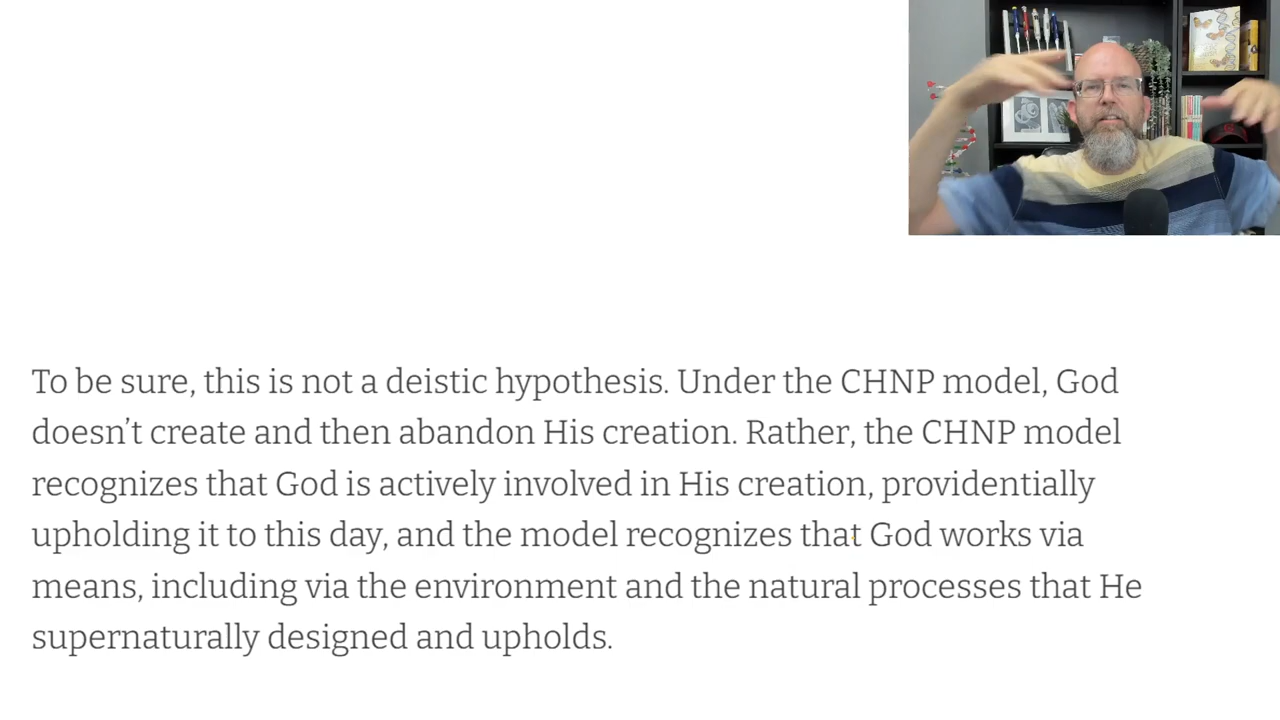 To be sure, this is not a deistic hypothesis. Under the CHNP model, God
doesn’t create and then abandon His creation. Rather, the CHNP model
recognizes that God is actively involved in His creation, providentially
upholding it to this day, and the model recognizes that God works via
means, including via the environment and the natural processes that He
supernaturally designed and upholds.